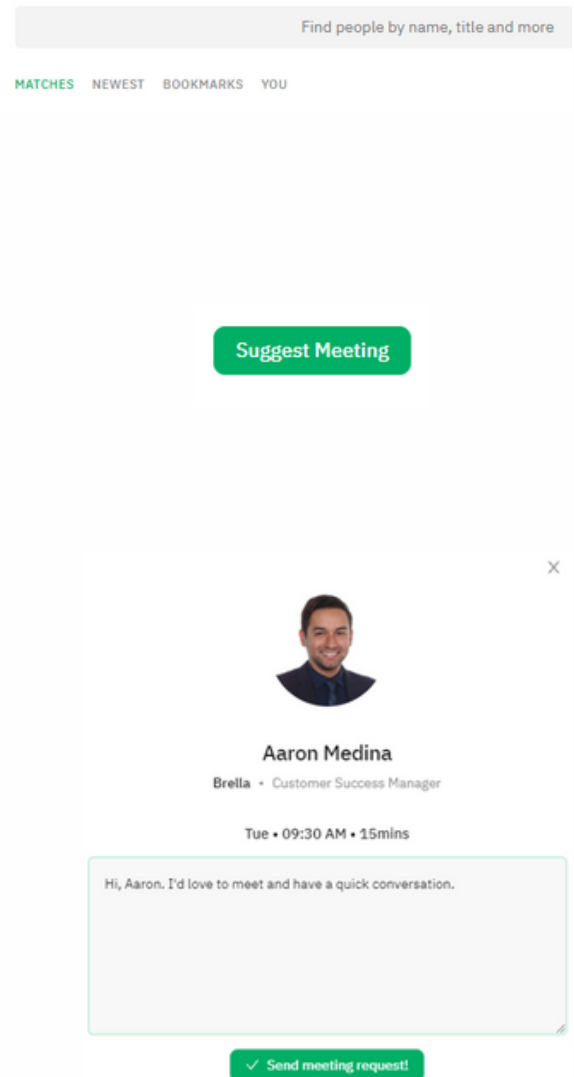 Find people by name, title and more
MATCHES NEWEST BOOKMARKS YOU
Suggest Meeting
Aaron Medina
Brella • Customer Success Manager
Tue • 09:30 AM • 15mins
Hi, Aaron. I'd love to meet and have a quick conversation.
✓ Send meeting request!